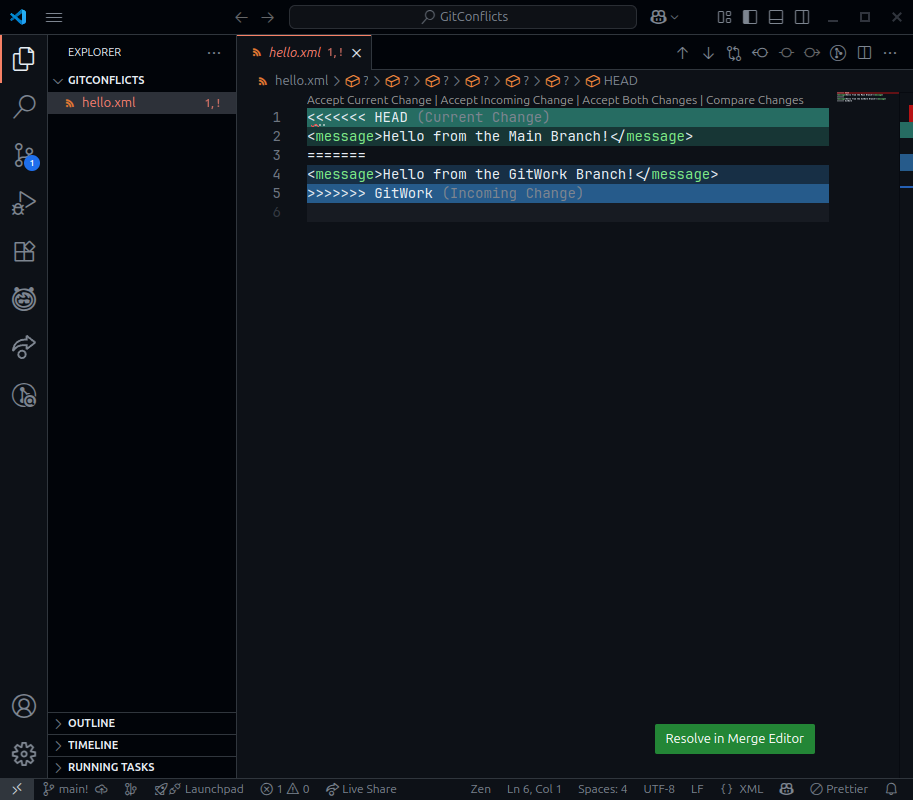 GitConflicts
EXPLORER ···
GITCONFLICTS
hello.xml 1, !
1
OUTLINE
TIMELINE
RUNNING TASKS
hello.xml 1, !
hello.xml > ? > ? > ? > ? > ? > ? > HEAD
Accept Current Change | Accept Incoming Change | Accept Both Changes | Compare Changes
1 <<<<<<< HEAD (Current Change)
2 <message>Hello from the Main Branch!</message>
3 =======
4 <message>Hello from the GitWork Branch!</message>
5 >>>>>>> GitWork (Incoming Change)
6
Resolve in Merge Editor
main! Launchpad 1 0 Live Share Zen Ln 6, Col 1 Spaces: 4 UTF-8 LF {} XML Prettier